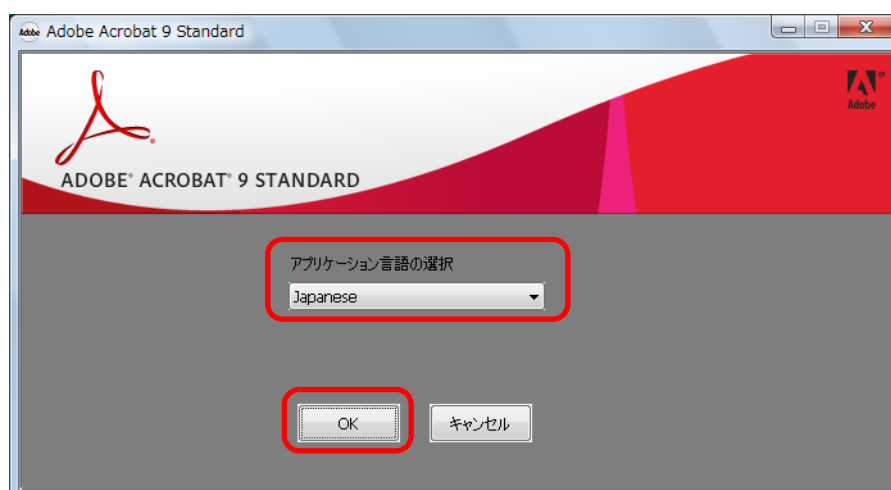 Adobe Adobe Acrobat 9 Standard
Adobe
ADOBE® ACROBAT® 9 STANDARD
アプリケーション言語の選択
Japanese
OK キャンセル